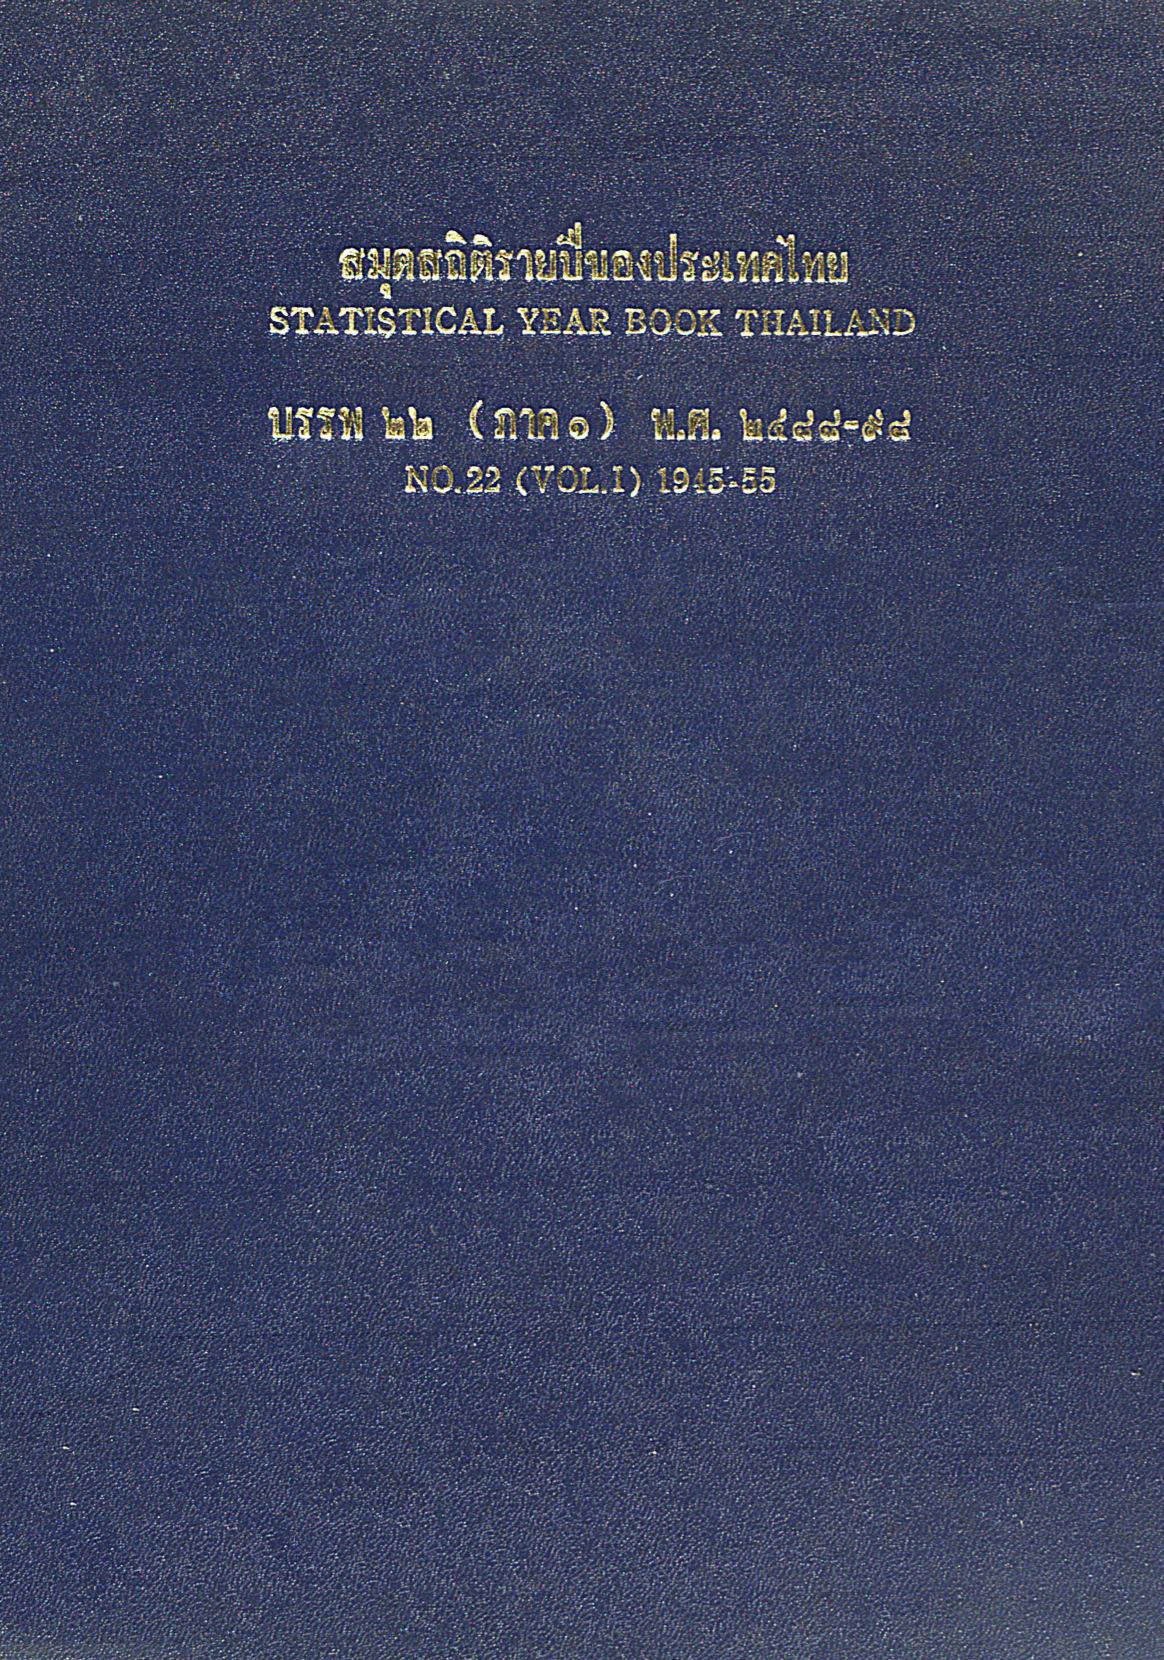 สมุดสถิติรายปีของประเทศไทย
STATISTICAL YEAR BOOK THAILAND
บรรพ ๒๒ (ภาค ๑) พ.ศ. ๒๔๘๘-๙๘
NO.22 (VOL.I) 1945-55